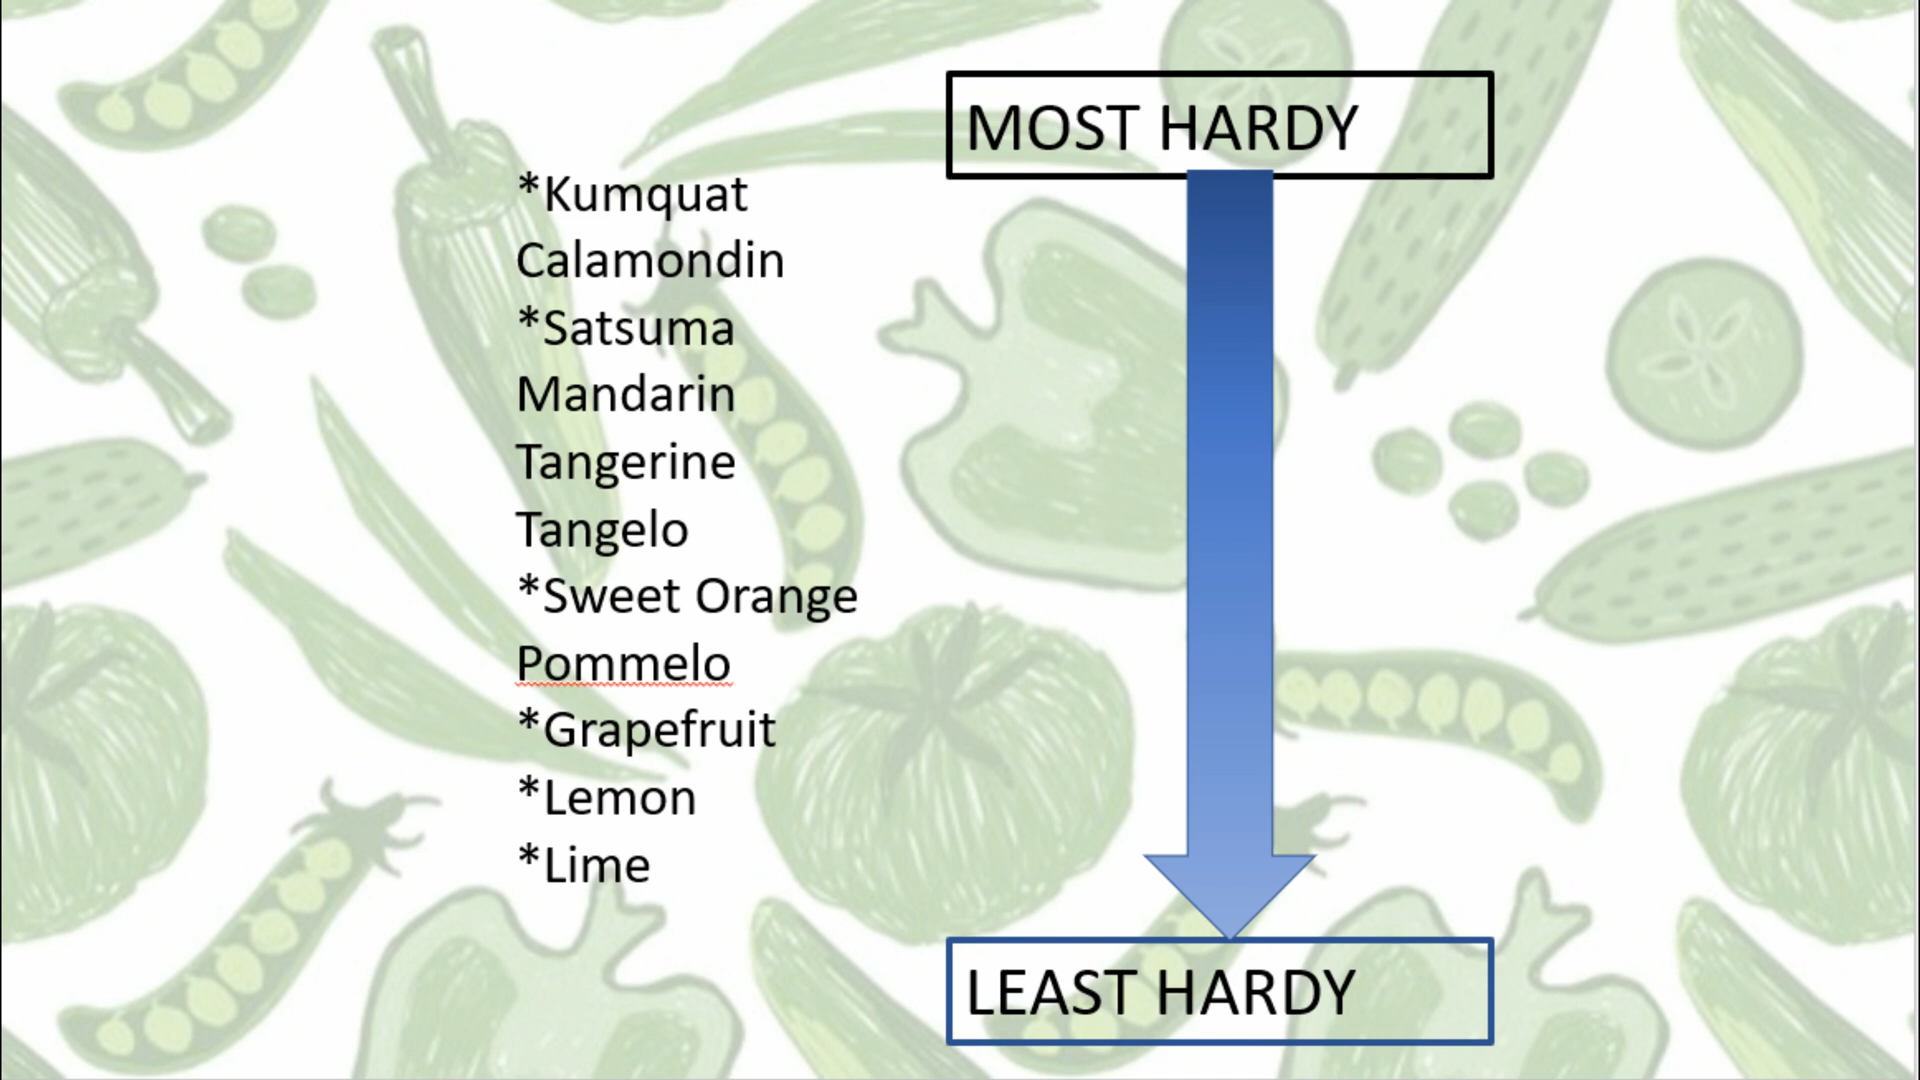 MOST HARDY
*Kumquat
Calamondin
*Satsuma
Mandarin
Tangerine
Tangelo
*Sweet Orange
Pommelo
*Grapefruit
*Lemon
*Lime
LEAST HARDY